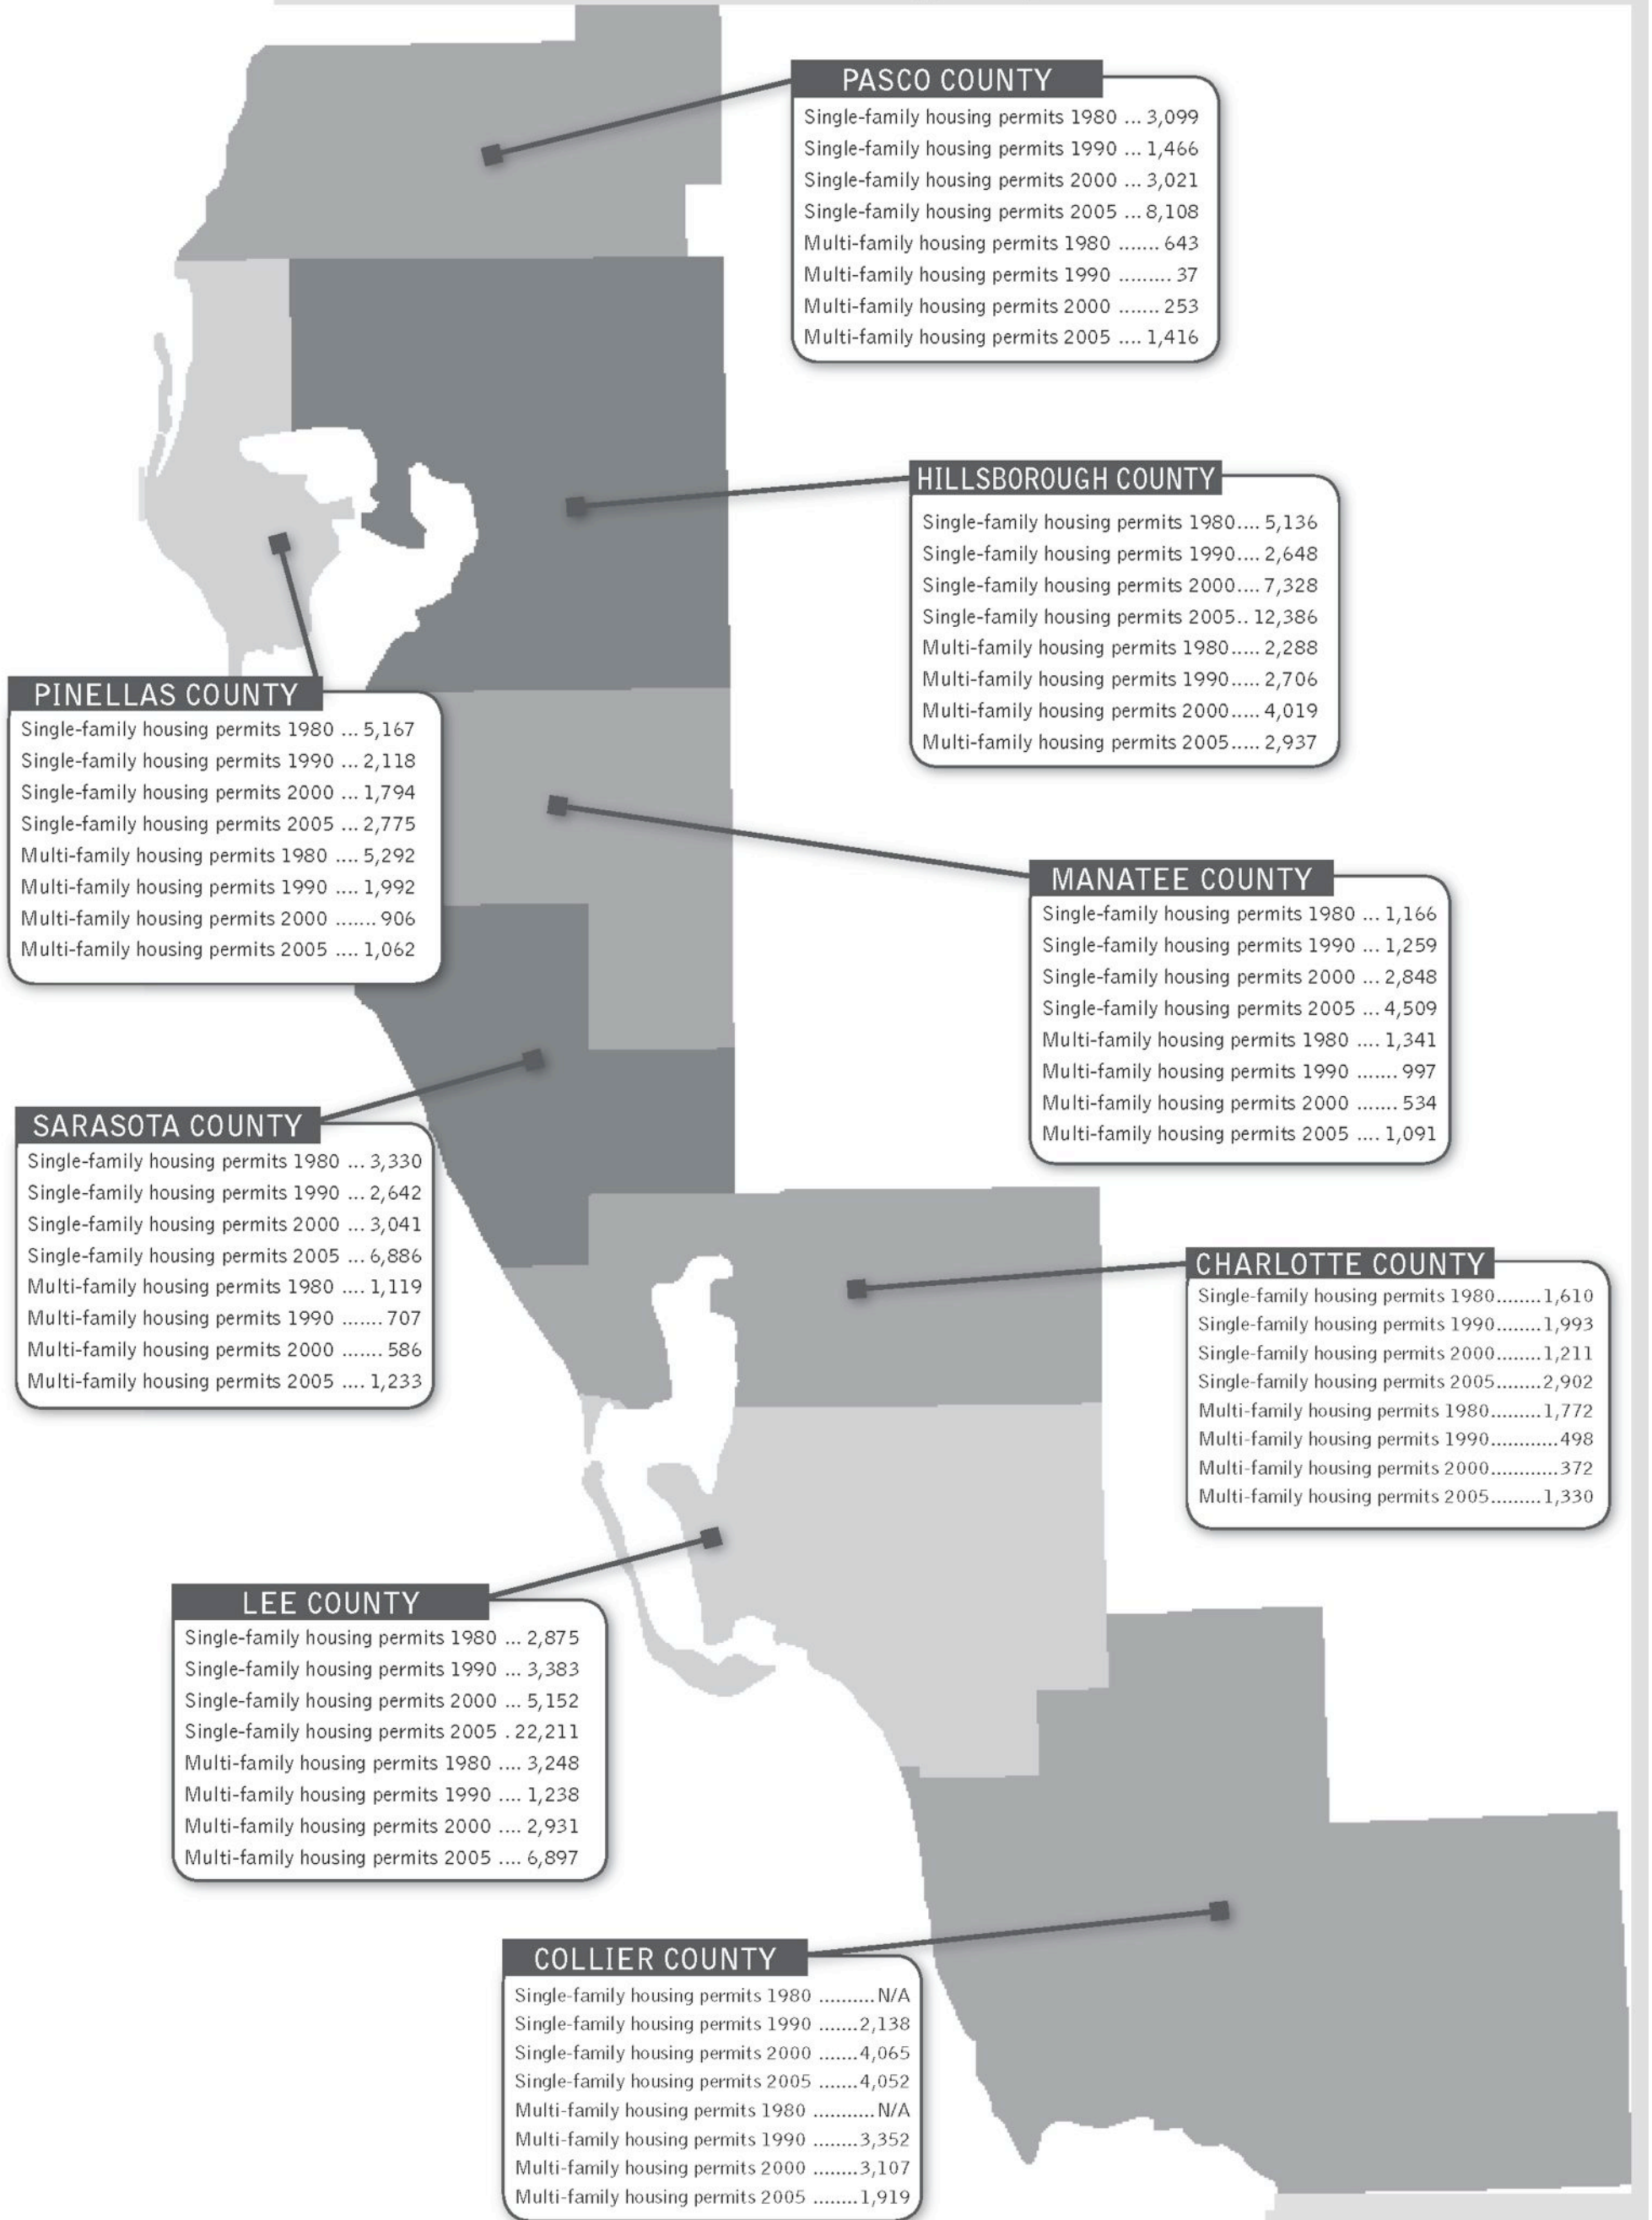 PASCO COUNTY
Single-family housing permits 1980 ... 3,099
Single-family housing permits 1990 ... 1,466
Single-family housing permits 2000 ... 3,021
Single-family housing permits 2005 ... 8,108
Multi-family housing permits 1980 ....... 643
Multi-family housing permits 1990 ......... 37
Multi-family housing permits 2000 ....... 253
Multi-family housing permits 2005 .... 1,416
HILLSBOROUGH COUNTY
Single-family housing permits 1980.... 5,136
Single-family housing permits 1990.... 2,648
Single-family housing permits 2000.... 7,328
Single-family housing permits 2005.. 12,386
Multi-family housing permits 1980..... 2,288
Multi-family housing permits 1990..... 2,706
Multi-family housing permits 2000..... 4,019
Multi-family housing permits 2005..... 2,937
PINELLAS COUNTY
Single-family housing permits 1980 ... 5,167
Single-family housing permits 1990 ... 2,118
Single-family housing permits 2000 ... 1,794
Single-family housing permits 2005 ... 2,775
Multi-family housing permits 1980 .... 5,292
Multi-family housing permits 1990 .... 1,992
Multi-family housing permits 2000 ....... 906
Multi-family housing permits 2005 .... 1,062
MANATEE COUNTY
Single-family housing permits 1980 ... 1,166
Single-family housing permits 1990 ... 1,259
Single-family housing permits 2000 ... 2,848
Single-family housing permits 2005 ... 4,509
Multi-family housing permits 1980 .... 1,341
Multi-family housing permits 1990 ....... 997
Multi-family housing permits 2000 ....... 534
Multi-family housing permits 2005 .... 1,091
SARASOTA COUNTY
Single-family housing permits 1980 ... 3,330
Single-family housing permits 1990 ... 2,642
Single-family housing permits 2000 ... 3,041
Single-family housing permits 2005 ... 6,886
Multi-family housing permits 1980 .... 1,119
Multi-family housing permits 1990 ....... 707
Multi-family housing permits 2000 ....... 586
Multi-family housing permits 2005 .... 1,233
CHARLOTTE COUNTY
Single-family housing permits 1980........1,610
Single-family housing permits 1990........1,993
Single-family housing permits 2000........1,211
Single-family housing permits 2005........2,902
Multi-family housing permits 1980.........1,772
Multi-family housing permits 1990............498
Multi-family housing permits 2000............372
Multi-family housing permits 2005.........1,330
LEE COUNTY
Single-family housing permits 1980 ... 2,875
Single-family housing permits 1990 ... 3,383
Single-family housing permits 2000 ... 5,152
Single-family housing permits 2005 . 22,211
Multi-family housing permits 1980 .... 3,248
Multi-family housing permits 1990 .... 1,238
Multi-family housing permits 2000 .... 2,931
Multi-family housing permits 2005 .... 6,897
COLLIER COUNTY
Single-family housing permits 1980 ..........N/A
Single-family housing permits 1990 .......2,138
Single-family housing permits 2000 .......4,065
Single-family housing permits 2005 .......4,052
Multi-family housing permits 1980 ...........N/A
Multi-family housing permits 1990 ........3,352
Multi-family housing permits 2000 ........3,107
Multi-family housing permits 2005 ........1,919